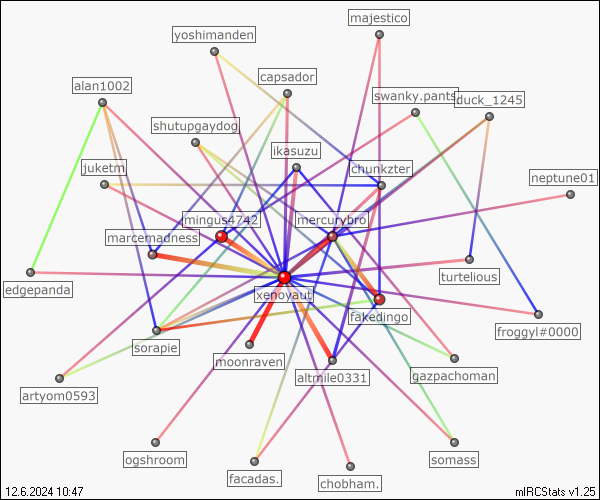 majestico
yoshimanden
capsador
alan1002
swanky.pants
duck_1245
shutupgaydog
ikasuzu
juketm
chunkzter
neptune01
mingus4742
mercurybro
marcemadness
turtelious
edgepanda
xenoyaut
fakedingo
froggyl#0000
sorapie
moonraven
altmile0331
gazpachoman
artyom0593
ogshroom
somass
facadas.
chobham.
12.6.2024 10:47
mIRCStats v1.25